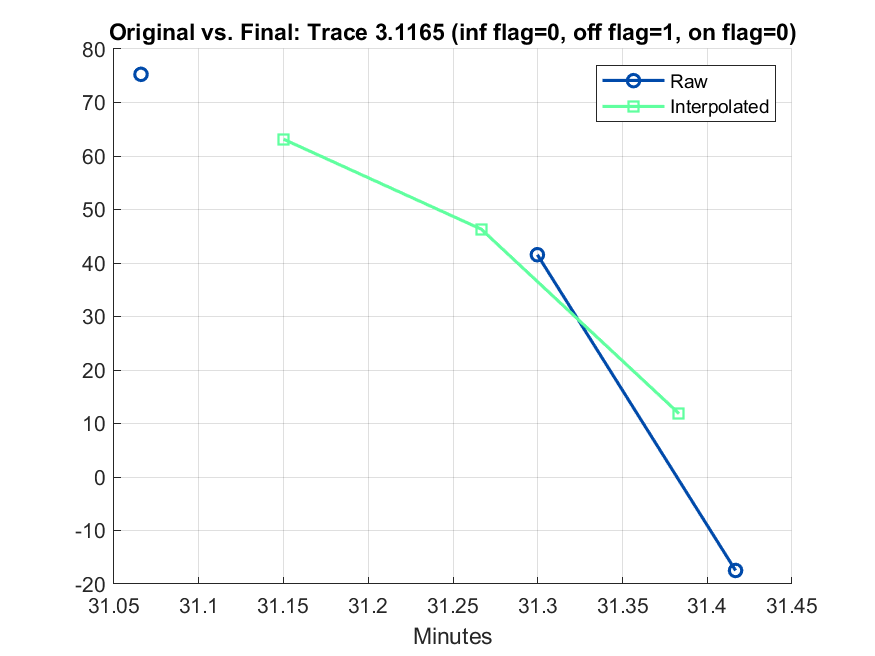 Original vs. Final: Trace 3.1165 (inf flag=0, off flag=1, on flag=0)
Raw
Interpolated
80
70
60
50
40
30
20
10
0
-10
-20
31.05 31.1 31.15 31.2 31.25 31.3 31.35 31.4 31.45
Minutes